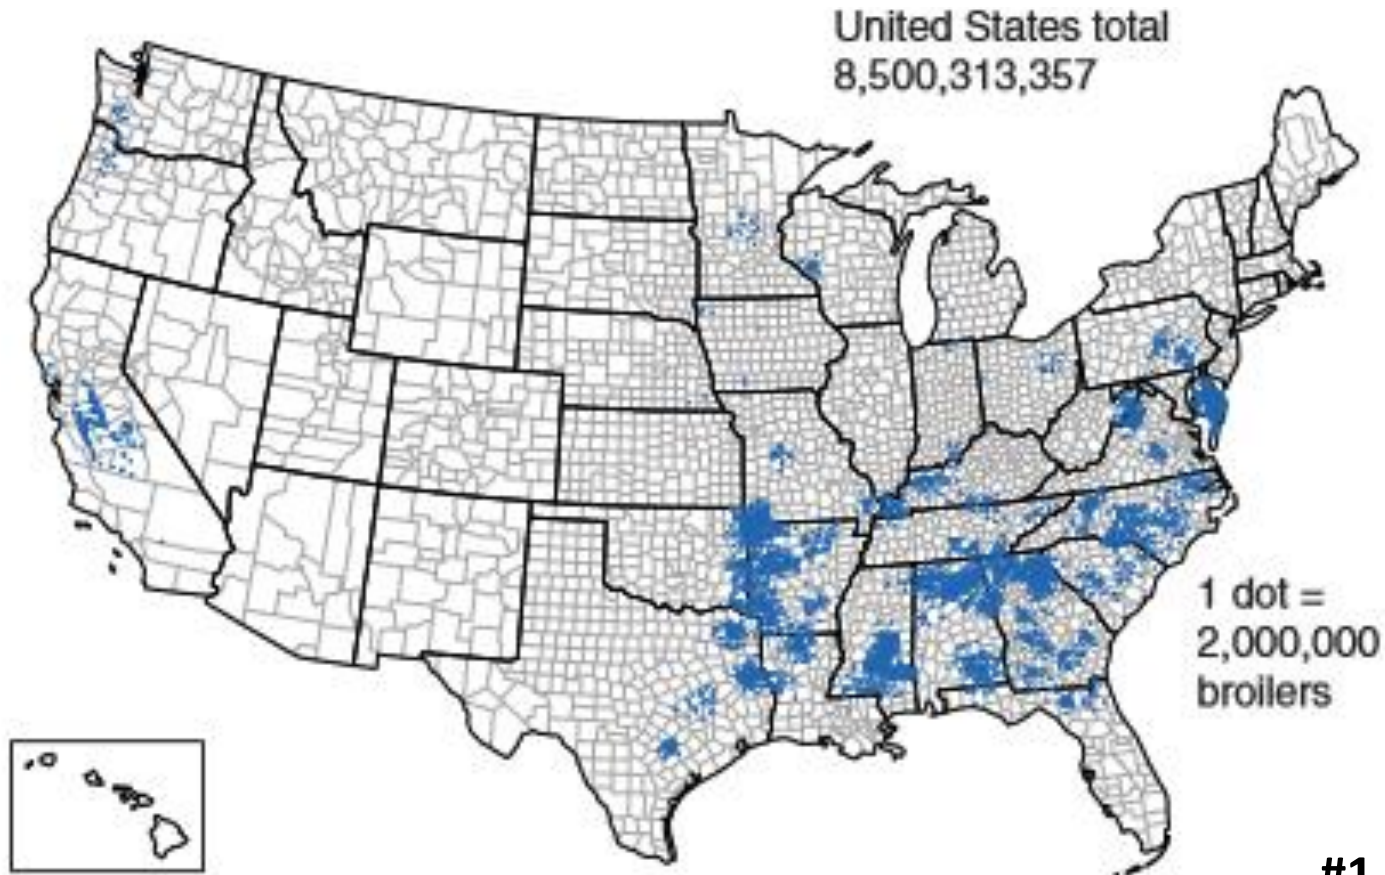 United States total
8,500,313,357
1 dot =
2,000,000
broilers
#1